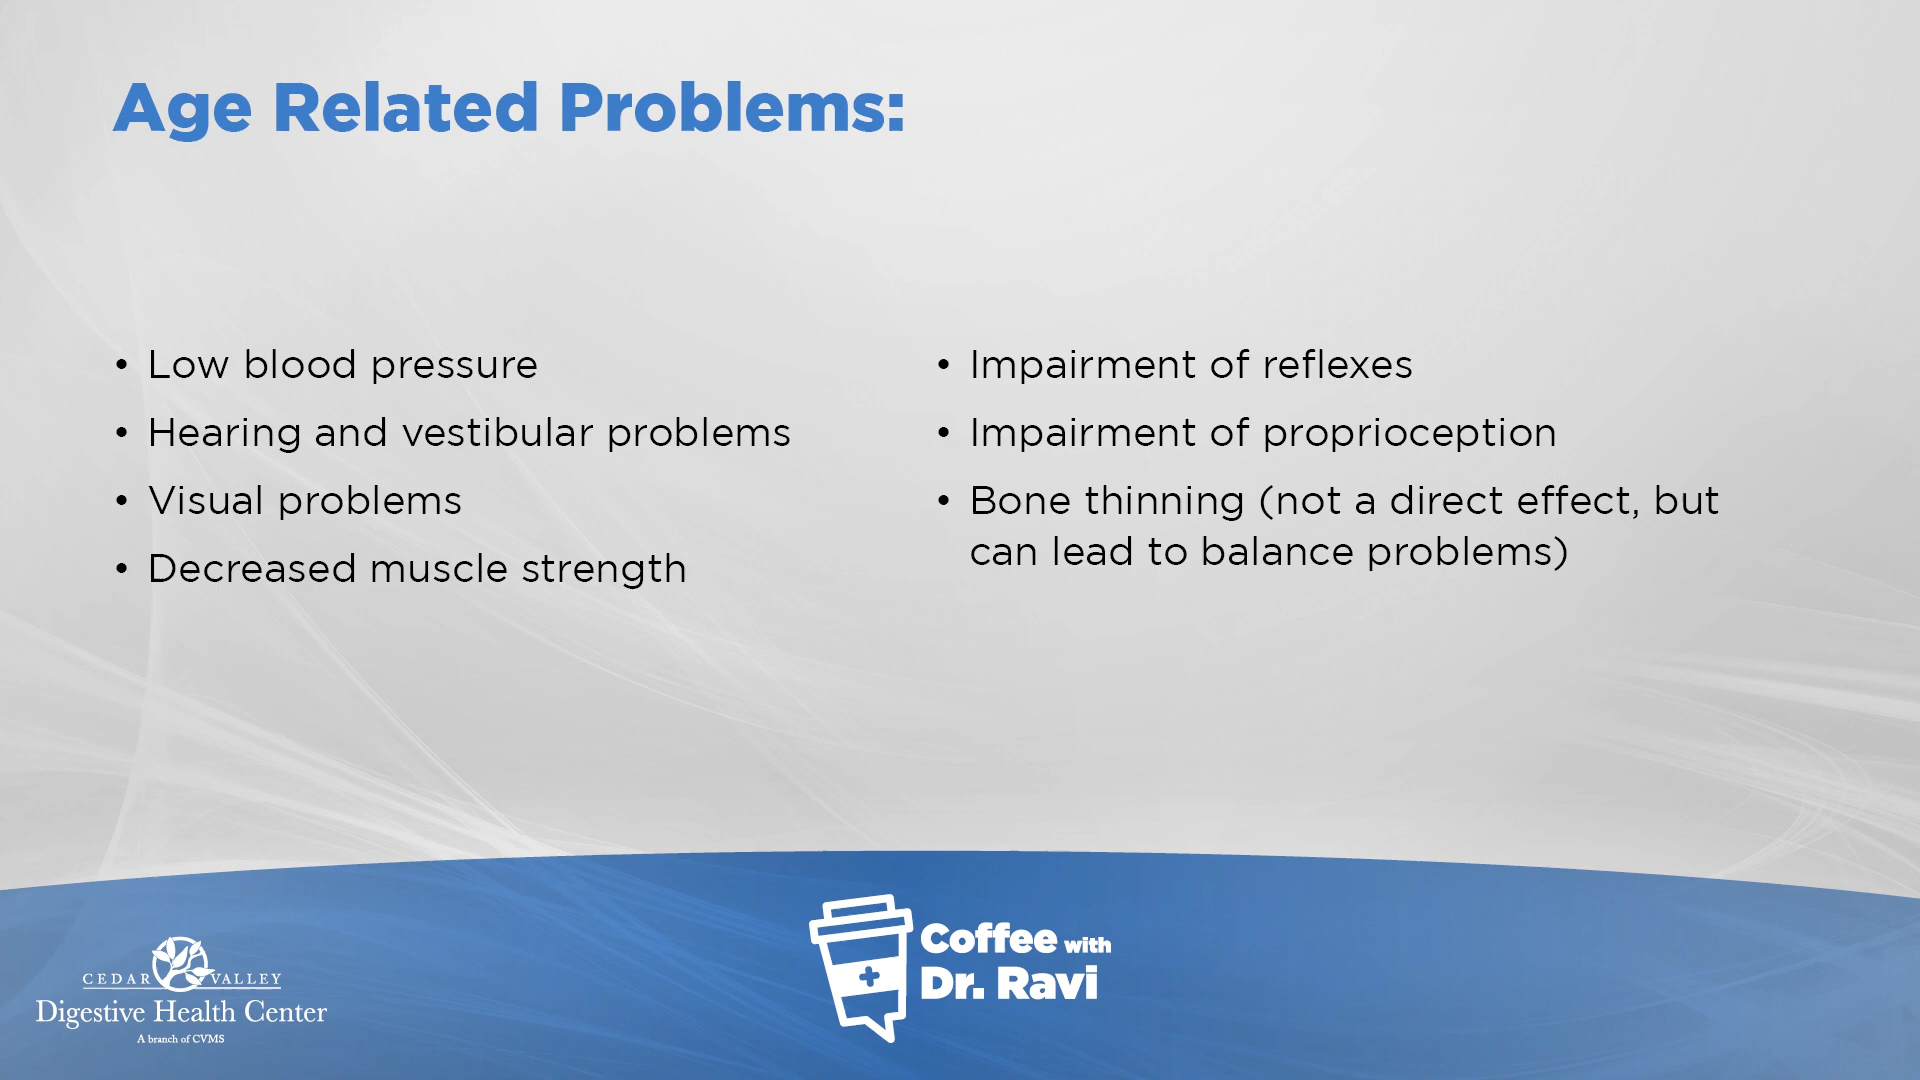 Age Related Problems:
• Low blood pressure
• Hearing and vestibular problems
• Visual problems
• Decreased muscle strength
• Impairment of reflexes
• Impairment of proprioception
• Bone thinning (not a direct effect, but
can lead to balance problems)
CEDAR VALLEY
Digestive Health Center
A branch of CVMS
Coffee with
Dr. Ravi